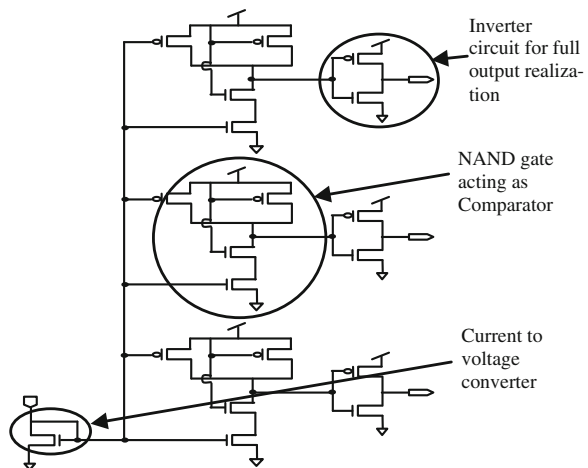 Inverter
circuit for full
output realiza-
tion
NAND gate
acting as
Comparator
Current to
voltage
converter